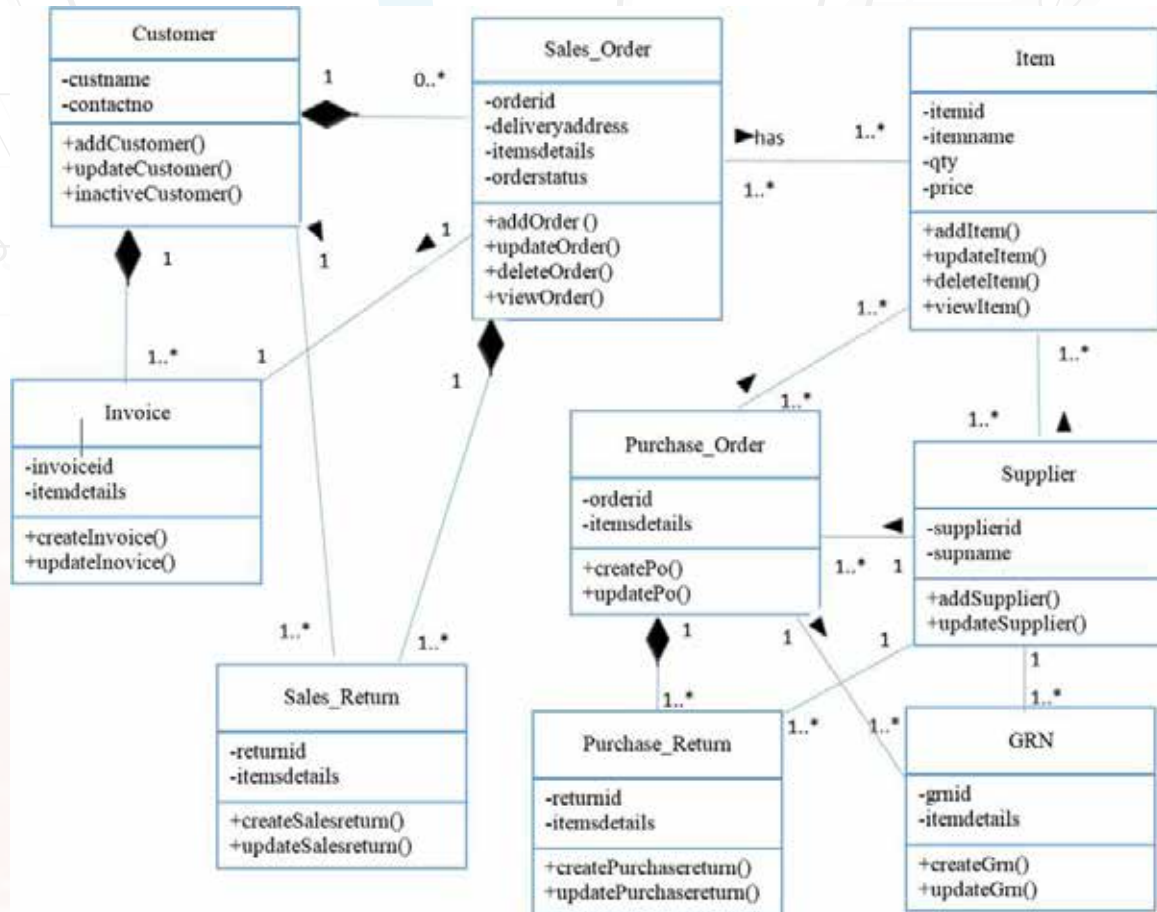 Customer
-custname
-contactno
+addCustomer()
+updateCustomer()
+inactiveCustomer()
1
0..*
Sales_Order
-orderid
-deliveryaddress
-itemsdetails
-orderstatus
+addOrder ()
+updateOrder()
+deleteOrder()
+viewOrder()
has
1..*
1..*
Item
-itemid
-itemname
-qty
-price
+addItem()
+updateItem()
+deleteItem()
+viewItem()
1
1
1
1..*
1
1
1..*
1..*
1..*
1..*
Invoice
-invoiceid
-itemdetails
+createInvoice()
+updateInovice()
Purchase_Order
-orderid
-itemsdetails
+createPo()
+updatePo()
Supplier
-supplierid
-supname
+addSupplier()
+updateSupplier()
1..*
1
1..*
1..*
1
1
1
1
1..*
1..*
1..*
1..*
Sales_Return
-returnid
-itemsdetails
+createSalesreturn()
+updateSalesreturn()
Purchase_Return
-returnid
-itemsdetails
+createPurchasereturn()
+updatePurchasereturn()
GRN
-grnid
-itemdetails
+createGrn()
+updateGrn()